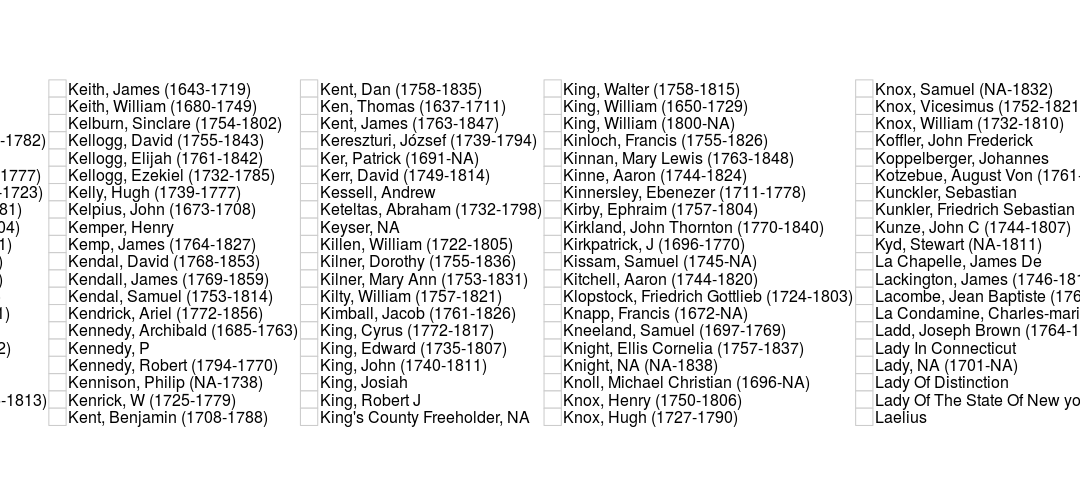 -1782)
1777)
-1723)
81)
04)
1)
)
)
1)
2)
-1813)
Keith, James (1643-1719)
Keith, William (1680-1749)
Kelburn, Sinclare (1754-1802)
Kellogg, David (1755-1843)
Kellogg, Elijah (1761-1842)
Kellogg, Ezekiel (1732-1785)
Kelly, Hugh (1739-1777)
Kelpius, John (1673-1708)
Kemper, Henry
Kemp, James (1764-1827)
Kendal, David (1768-1853)
Kendall, James (1769-1859)
Kendal, Samuel (1753-1814)
Kendrick, Ariel (1772-1856)
Kennedy, Archibald (1685-1763)
Kennedy, P
Kennedy, Robert (1794-1770)
Kennison, Philip (NA-1738)
Kenrick, W (1725-1779)
Kent, Benjamin (1708-1788)
Kent, Dan (1758-1835)
Ken, Thomas (1637-1711)
Kent, James (1763-1847)
Kereszturi, József (1739-1794)
Ker, Patrick (1691-NA)
Kerr, David (1749-1814)
Kessell, Andrew
Keteltas, Abraham (1732-1798)
Keyser, NA
Killen, William (1722-1805)
Kilner, Dorothy (1755-1836)
Kilner, Mary Ann (1753-1831)
Kilty, William (1757-1821)
Kimball, Jacob (1761-1826)
King, Cyrus (1772-1817)
King, Edward (1735-1807)
King, John (1740-1811)
King, Josiah
King, Robert J
King's County Freeholder, NA
King, Walter (1758-1815)
King, William (1650-1729)
King, William (1800-NA)
Kinloch, Francis (1755-1826)
Kinnan, Mary Lewis (1763-1848)
Kinne, Aaron (1744-1824)
Kinnersley, Ebenezer (1711-1778)
Kirby, Ephraim (1757-1804)
Kirkland, John Thornton (1770-1840)
Kirkpatrick, J (1696-1770)
Kissam, Samuel (1745-NA)
Kitchell, Aaron (1744-1820)
Klopstock, Friedrich Gottlieb (1724-1803)
Knapp, Francis (1672-NA)
Kneeland, Samuel (1697-1769)
Knight, Ellis Cornelia (1757-1837)
Knight, NA (NA-1838)
Knoll, Michael Christian (1696-NA)
Knox, Henry (1750-1806)
Knox, Hugh (1727-1790)
Knox, Samuel (NA-1832)
Knox, Vicesimus (1752-1821
Knox, William (1732-1810)
Koffler, John Frederick
Koppelberger, Johannes
Kotzebue, August Von (1761-
Kunckler, Sebastian
Kunkler, Friedrich Sebastian
Kunze, John C (1744-1807)
Kyd, Stewart (NA-1811)
La Chapelle, James De
Lackington, James (1746-181
Lacombe, Jean Baptiste (176
La Condamine, Charles-mari
Ladd, Joseph Brown (1764-1
Lady In Connecticut
Lady, NA (1701-NA)
Lady Of Distinction
Lady Of The State Of New yo
Laelius